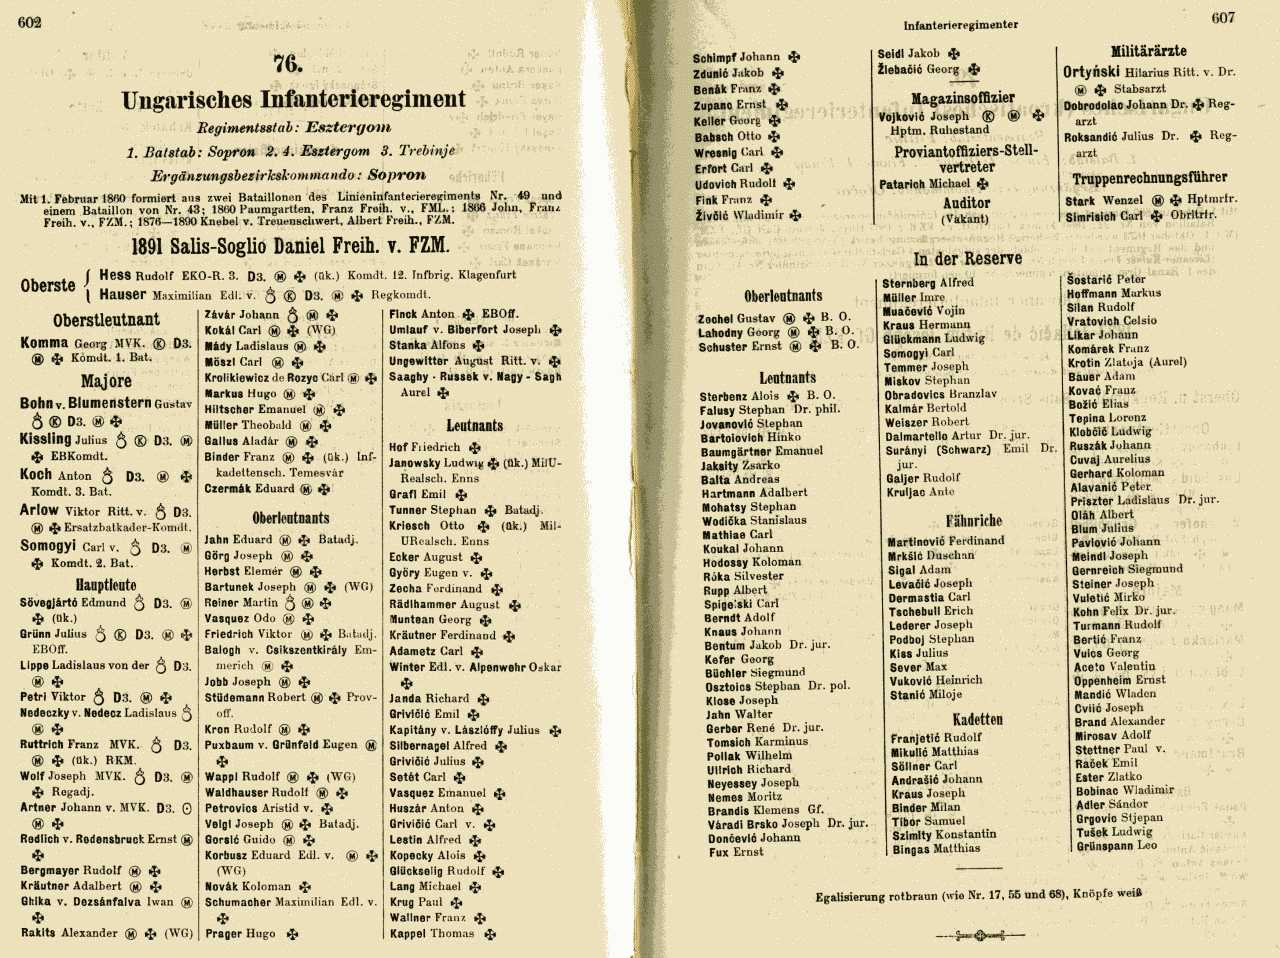 602
76.
Ungarisches Infanterieregiment
Regimentsstab: Esztergom
1. Batstab: Sopron 2. 4. Esztergom 3. Trebinje
Ergänzungsbezirkskommando: Sopron
Mit 1. Februar 1860 formiert aus zwei Bataillonen des Linieninfanterieregiments Nr. 49 und
einem Bataillon von Nr. 43; 1860 Paumgartten, Franz Freih. v., FML.; 1866 John, Franz
Freih. v., FZM.; 1876—1890 Knebel v. Treuenschwert, Albert Freih., FZM.
1891 Salis-Soglio Daniel Freih. v. FZM.
Oberste
Hess Rudolf EKO-R. 3. D3. Ⓜ ✠ (ük.) Komdt. 12. Infbrig. Klagenfurt
Hauser Maximilian Edl. v. Ⓚ D3. Ⓜ ✠ Regkomdt.
Oberstleutnant
Komma Georg MVK. Ⓚ D3.
Ⓜ ✠ Komdt. 1. Bat.
Majore
Bohn v. Blumenstern Gustav
Ⓚ D3. Ⓜ ✠
Kissling Julius Ⓚ D3. Ⓜ
✠ EBKomdt.
Koch Anton D3. Ⓜ ✠
Komdt. 3. Bat.
Arlow Viktor Ritt. v. D3.
Ⓜ ✠ Ersatzbatkader-Komdt.
Somogyi Carl v. D3. Ⓜ
✠ Komdt. 2. Bat.
Hauptleute
Sövegjártó Edmund D3. Ⓜ
✠ (ük.)
Grünn Julius Ⓚ D3. Ⓜ ✠
EBOff.
Lippe Ladislaus von der D3.
Ⓜ ✠
Petri Viktor D3. Ⓜ ✠
Nedeczky v. Nedecz Ladislaus
Ⓜ ✠
Ruttrich Franz MVK. D3.
Ⓜ ✠ (ük.) RKM.
Wolf Joseph MVK. D3. Ⓜ
✠ Regadj.
Artner Johann v. MVK. D3.
Ⓜ ✠
Redlich v. Redensbruck Ernst Ⓜ
✠
Bergmayer Rudolf Ⓜ ✠
Kräutner Adalbert Ⓜ ✠
Ghika v. Dezsánfalva Iwan Ⓜ
✠
Rakits Alexander Ⓜ ✠ (WG)
Závár Johann Ⓜ ✠
Kokál Carl Ⓜ ✠ (WG)
Mády Ladislaus Ⓜ ✠
Möszl Carl Ⓜ ✠
Kroliklewicz de Rozyc Carl Ⓜ ✠
Markus Hugo Ⓜ ✠
Hiltscher Emanuel Ⓜ ✠
Müller Theobald Ⓜ ✠
Gallus Aladár Ⓜ ✠
Binder Franz Ⓜ ✠ (ük.) Inf-
kadettensch. Temesvár
Czermák Eduard Ⓜ ✠
Oberleutnants
Jahn Eduard Ⓜ ✠ Batadj.
Görg Joseph Ⓜ ✠
Herbst Elemér Ⓜ ✠
Bartunek Joseph Ⓜ ✠ (WG)
Reiner Martin Ⓜ ✠
Vasquez Odo Ⓜ ✠
Friedrich Viktor Ⓜ ✠ Batadj.
Balogh v. Csikszentkirály Em-
merich Ⓜ ✠
Jobb Joseph Ⓜ ✠
Stüdemann Robert Ⓜ ✠ Prov-
off.
Kron Rudolf Ⓜ ✠
Puxbaum v. Grünfeld Eugen Ⓜ
✠
Wappl Rudolf Ⓜ ✠ (WG)
Waldhauser Rudolf Ⓜ ✠
Petrovics Aristid v. ✠
Veigl Joseph Ⓜ ✠ Batadj.
Gorsić Guido Ⓜ ✠
Korbusz Eduard Edl. v. Ⓜ ✠
(WG)
Novák Koloman ✠
Schumacher Maximilian Edl. v.
✠
Prager Hugo ✠
Finck Anton ✠ EBOff.
Umlauf v. Biberfort Joseph ✠
Stanka Alfons ✠
Ungewitter August Ritt. v. ✠
Saaghy - Russek v. Nagy - Sagh
Aurel ✠
Leutnants
Hof Friedrich ✠
Janowsky Ludwig ✠ (ük.) MilU-
Realsch. Enns
Grafl Emil ✠
Tunner Stephan ✠ Batadj.
Kriesch Otto ✠ (ük.) Mil-
URealsch. Enns
Ecker August ✠
Györy Eugen v. ✠
Zecha Ferdinand ✠
Rädlhammer August ✠
Muntean Georg ✠
Kräutner Ferdinand ✠
Adametz Carl ✠
Winter Edl. v. Alpenwehr Oskar
✠
Janda Richard ✠
Grivičić Emil ✠
Kapitány v. Lászlóffy Julius ✠
Silbernagel Alfred ✠
Grivičić Julius ✠
Setět Carl ✠
Vasquez Emanuel ✠
Huszár Anton ✠
Grivičić Carl v. ✠
Lestin Alfred ✠
Kopecky Alois ✠
Glückselig Rudolf ✠
Lang Michael ✠
Krug Paul ✠
Wallner Franz ✠
Kappel Thomas ✠
Infanterieregimenter
607
Schimpf Johann ✠
Zdunić Jakob ✠
Benák Franz ✠
Zupanc Ernst ✠
Keller Georg ✠
Babsch Otto ✠
Wresnig Carl ✠
Erfort Carl ✠
Udovich Rudolf ✠
Fink Franz ✠
Živčić Wladimir ✠
Seidl Jakob ✠
Žlebačić Georg ✠
Magazinsoffizier
Vojković Joseph Ⓚ Ⓜ ✠
Hptm. Ruhestand
Proviantoffiziers-Stell-
vertreter
Patarich Michael ✠
Auditor
(Vakant)
Militärärzte
Ortyński Hilarius Ritt. v. Dr.
Ⓜ ✠ Stabsarzt
Dobrodolac Johann Dr. ✠ Reg-
arzt
Roksandić Julius Dr. ✠ Reg-
arzt
Truppenrechnungsführer
Stark Wenzel Ⓜ ✠ Hptmrfr.
Simrisich Carl ✠ Obrltrfr.
In der Reserve
Oberleutnants
Zochel Gustav Ⓜ ✠ B. O.
Lahodny Georg Ⓜ ✠ B. O.
Schuster Ernst Ⓜ ✠ B. O.
Leutnants
Sterbenz Alois ✠ B. O.
Falusy Stephan Dr. phil.
Jovanović Stephan
Bartolovich Hinko
Baumgärtner Emanuel
Jaksity Zsarko
Balta Andreas
Hartmann Adalbert
Mohatsy Stephan
Wodička Stanislaus
Mathiae Carl
Koukal Johann
Hodossy Koloman
Róka Silvester
Rupp Albert
Spigelski Carl
Berndt Adolf
Knaus Johann
Bentum Jakob Dr. jur.
Kefer Georg
Büchler Siegmund
Osztoics Stephan Dr. pol.
Klose Joseph
Jahn Walter
Gerber René Dr. jur.
Tomsich Karminus
Pollak Wilhelm
Ullrich Richard
Neyessey Joseph
Nemes Moritz
Brandis Klemens Gf.
Váradi Brsko Joseph Dr. jur.
Dončević Johann
Fux Ernst
Sternberg Alfred
Müller Imre
Muačević Vojin
Kraus Hermann
Glückmann Ludwig
Somogyi Carl
Temmer Joseph
Miskov Stephan
Obradovics Branzlav
Kalmár Bertold
Weiszer Robert
Dalmartello Artur Dr. jur.
Surányi (Schwarz) Emil Dr.
jur.
Galjer Rudolf
Kruljac Ante
Fähnriche
Martinović Ferdinand
Mrkšić Duschan
Sigal Adam
Levačić Joseph
Dermastia Carl
Tschebull Erich
Lederer Joseph
Podboj Stephan
Kiss Julius
Sever Max
Vuković Heinrich
Stanić Miloje
Kadetten
Franjetić Rudolf
Mikulić Matthias
Söllner Carl
Andrašić Johann
Kraus Joseph
Binder Milan
Tibor Samuel
Szimity Konstantin
Bingas Matthias
Šostarić Peter
Hoffmann Markus
Silan Rudolf
Vratovich Celsio
Likar Johann
Komárek Franz
Krotin Zlatoja (Aurel)
Bauer Adam
Kovač Franz
Božić Elias
Tepina Lorenz
Klobčić Ludwig
Ruszák Johann
Cuvaj Aurelius
Gerhard Koloman
Alavanić Peter
Priszter Ladislaus Dr. jur.
Oláh Albert
Blum Julius
Pavlović Johann
Meindl Joseph
Gernreich Siegmund
Steiner Joseph
Vuletić Mirko
Kohn Felix Dr. jur.
Turmann Rudolf
Bertić Franz
Vuics Georg
Aceto Valentin
Oppenheim Ernst
Mandić Wladen
Cviić Joseph
Brand Alexander
Mirosav Adolf
Stettner Paul v.
Raček Emil
Ester Zlatko
Bobinac Wladimir
Adler Sándor
Grgovic Stjepan
Tušek Ludwig
Grünspann Leo
Egalisierung rotbraun (wie Nr. 17, 55 und 68), Knöpfe weiß